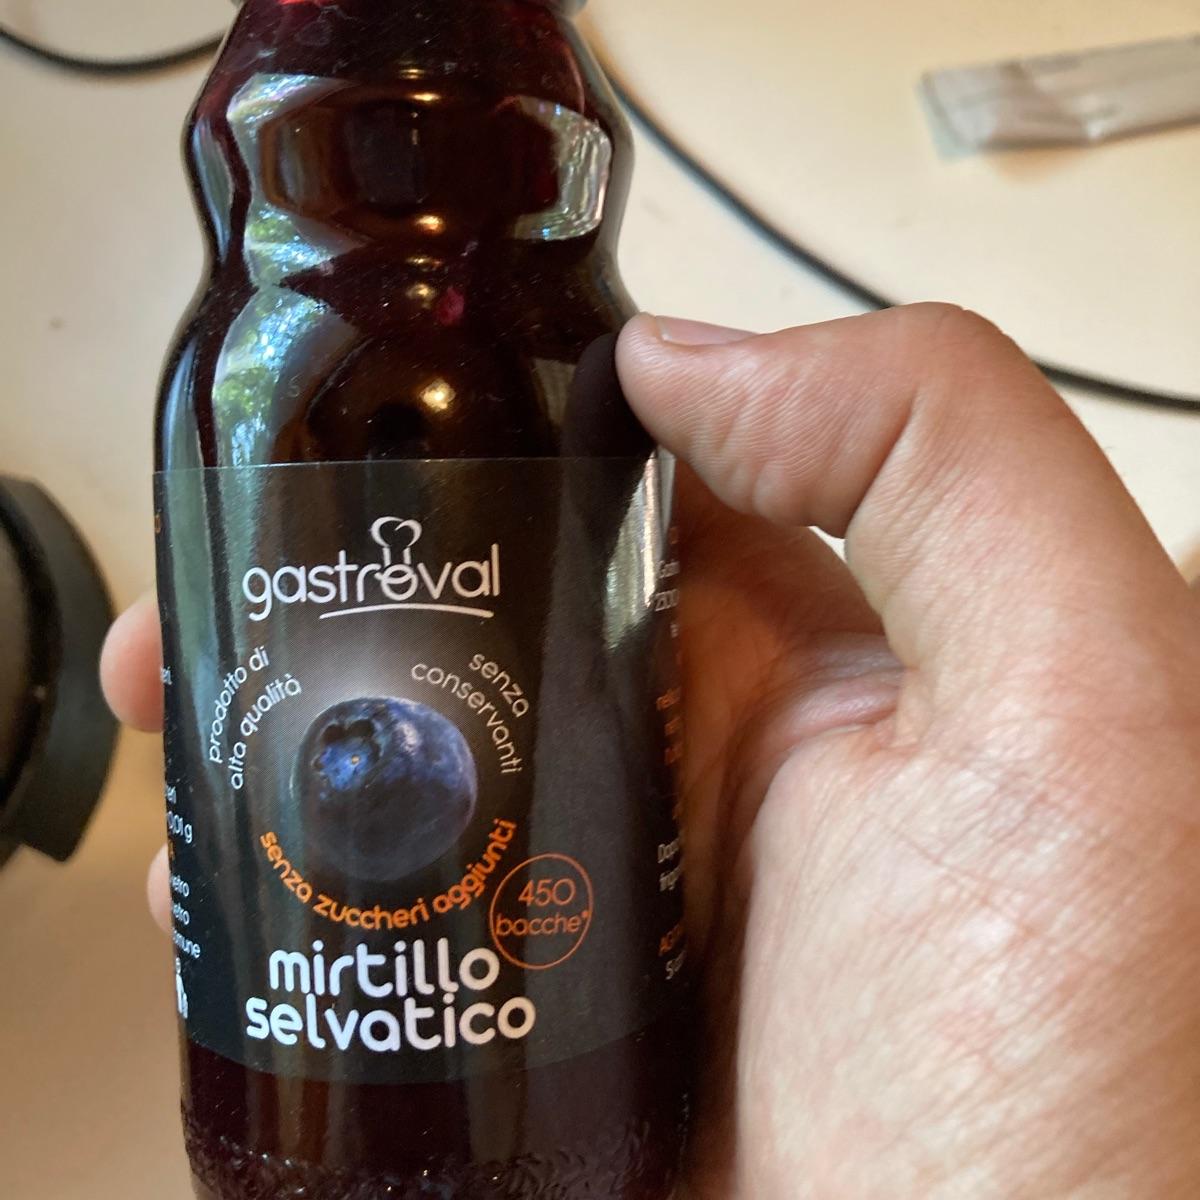 gastroval
prodotto di
alta qualità
senza
conservanti
senza zuccheri aggiunti
450
bacche*
mirtillo
selvatico